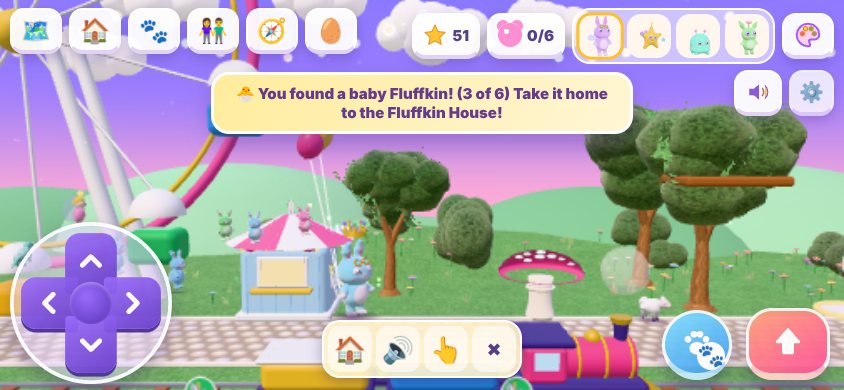 51
0/6
🐣 You found a baby Fluffkin! (3 of 6) Take it home
to the Fluffkin House!